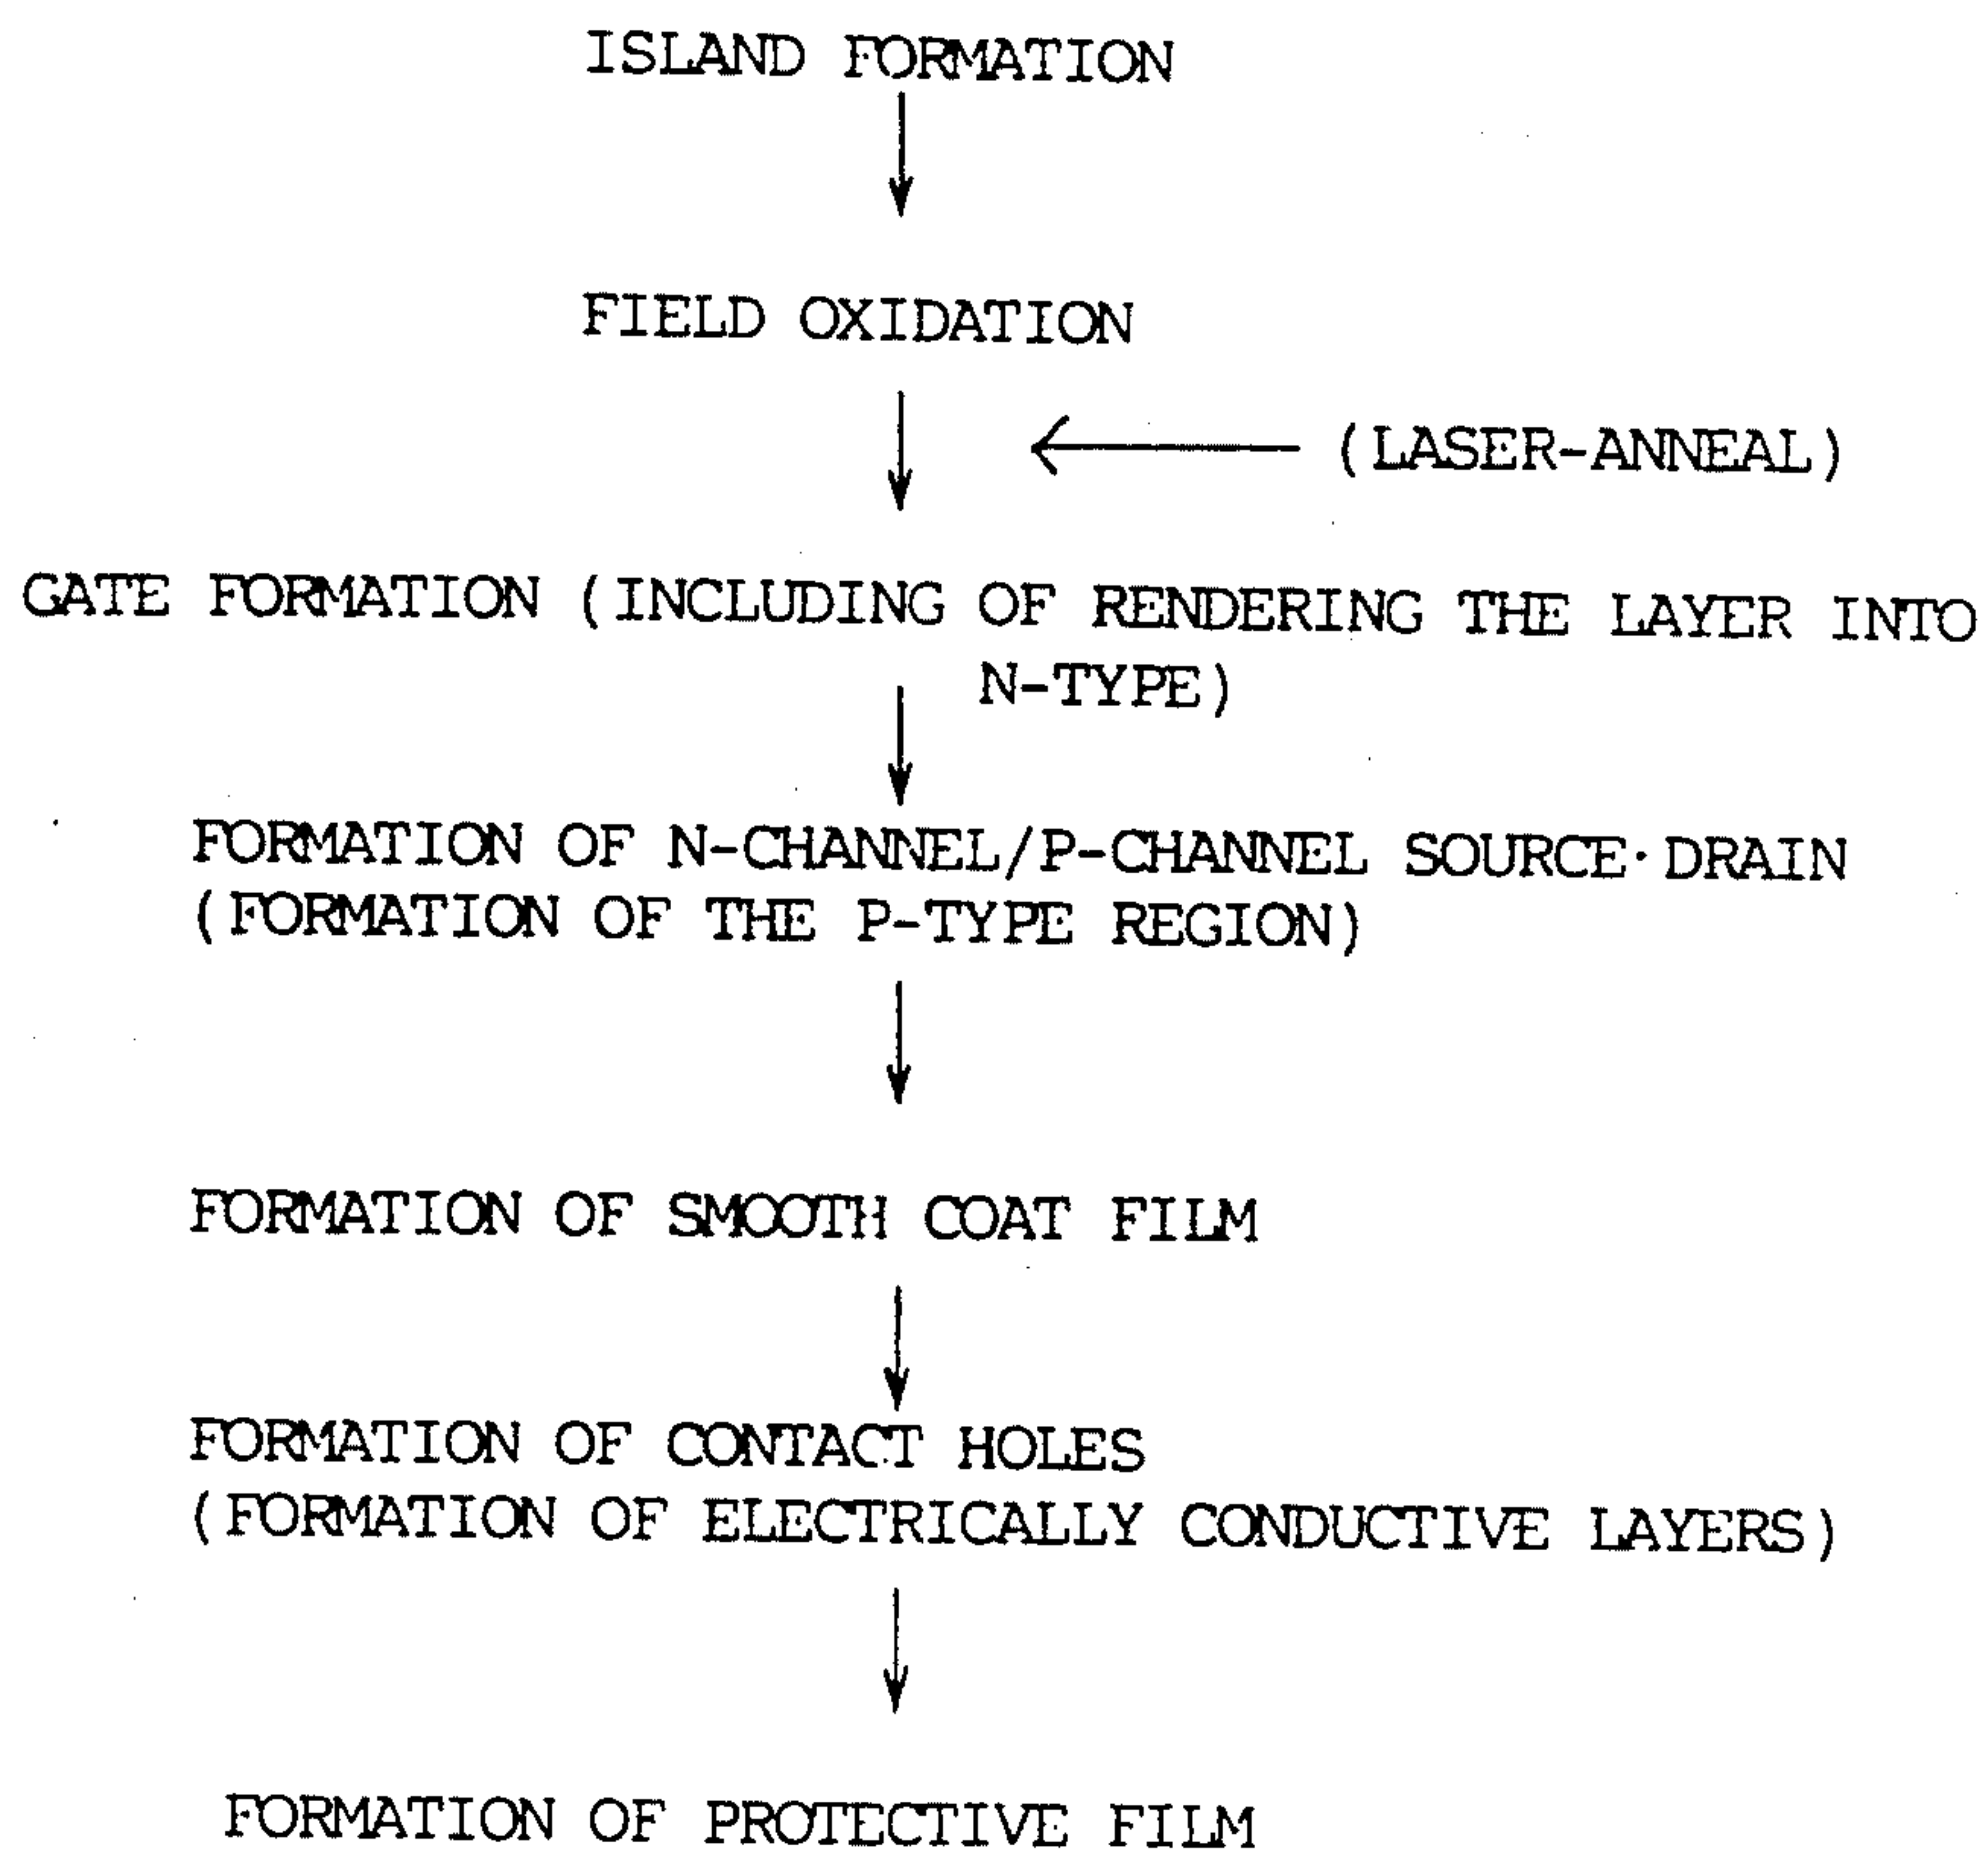 ISLAND FORMATION
FIELD OXIDATION
(LASER-ANNEAL)
GATE FORMATION (INCLUDING OF RENDERING THE LAYER INTO
N-TYPE)
FORMATION OF N-CHANNEL/P-CHANNEL SOURCE·DRAIN
(FORMATION OF THE P-TYPE REGION)
FORMATION OF SMOOTH COAT FILM
FORMATION OF CONTACT HOLES
(FORMATION OF ELECTRICALLY CONDUCTIVE LAYERS)
FORMATION OF PROTECTIVE FILM